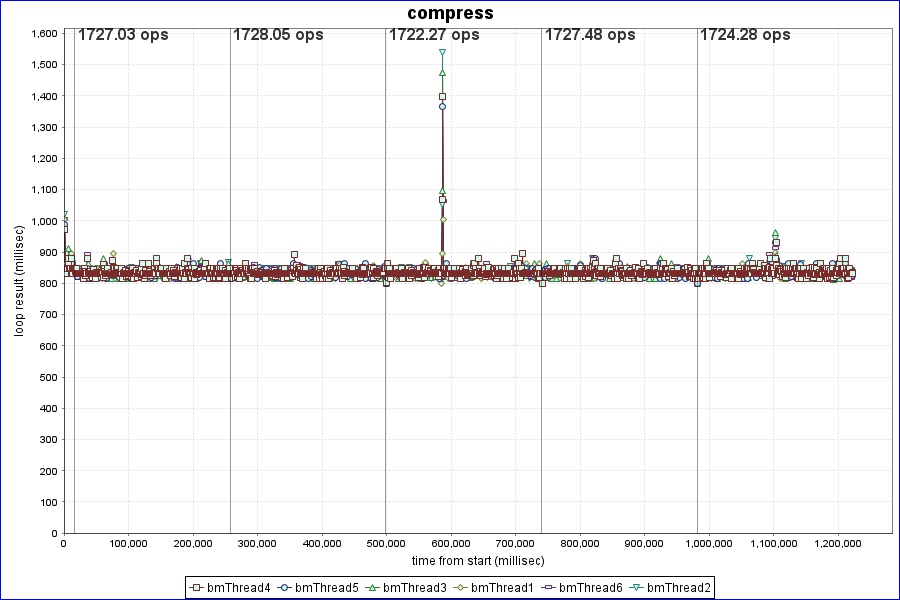 compress
1727.03 ops 1728.05 ops 1722.27 ops 1727.48 ops 1724.28 ops
1,600
1,500
1,400
1,300
1,200
1,100
1,000
900
800
700
600
500
400
300
200
100
0
loop result (millisec)
0 100,000 200,000 300,000 400,000 500,000 600,000 700,000 800,000 900,000 1,000,000 1,100,000 1,200,000
time from start (millisec)
bmThread4 bmThread5 bmThread3 bmThread1 bmThread6 bmThread2